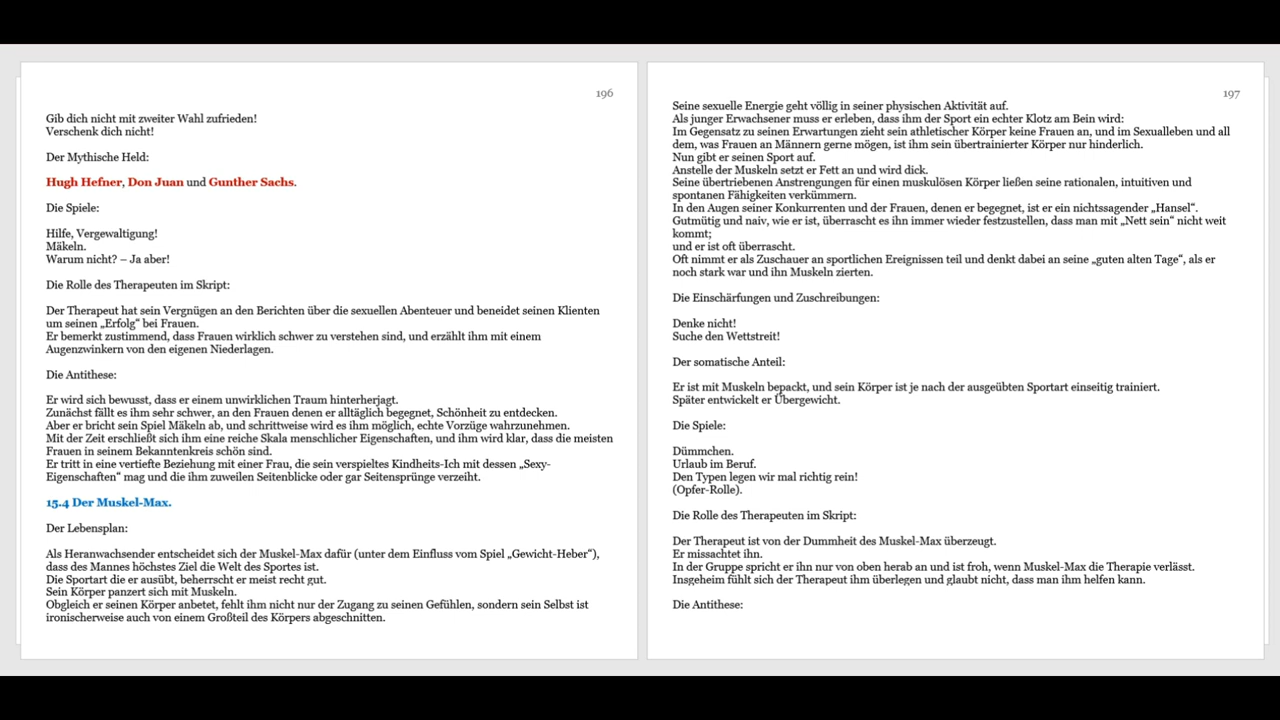 196
Gib dich nicht mit zweiter Wahl zufrieden!
Verschenk dich nicht!
Der Mythische Held:
Hugh Hefner, Don Juan und Gunther Sachs.
Die Spiele:
Hilfe, Vergewaltigung!
Mäkeln.
Warum nicht? – Ja aber!
Die Rolle des Therapeuten im Skript:
Der Therapeut hat sein Vergnügen an den Berichten über die sexuellen Abenteuer und beneidet seinen Klienten
um seinen „Erfolg“ bei Frauen.
Er bemerkt zustimmend, dass Frauen wirklich schwer zu verstehen sind, und erzählt ihm mit einem
Augenzwinkern von den eigenen Niederlagen.
Die Antithese:
Er wird sich bewusst, dass er einem unwirklichen Traum hinterherjagt.
Zunächst fällt es ihm sehr schwer, an den Frauen denen er alltäglich begegnet, Schönheit zu entdecken.
Aber er bricht sein Spiel Mäkeln ab, und schrittweise wird es ihm möglich, echte Vorzüge wahrzunehmen.
Mit der Zeit erschließt sich ihm eine reiche Skala menschlicher Eigenschaften, und ihm wird klar, dass die meisten
Frauen in seinem Bekanntenkreis schön sind.
Er tritt in eine vertiefte Beziehung mit einer Frau, die sein verspieltes Kindheits-Ich mit dessen „Sexy-
Eigenschaften“ mag und die ihm zuweilen Seitenblicke oder gar Seitensprünge verzeiht.
15.4 Der Muskel-Max.
Der Lebensplan:
Als Heranwachsender entscheidet sich der Muskel-Max dafür (unter dem Einfluss vom Spiel „Gewicht-Heber“),
dass des Mannes höchstes Ziel die Welt des Sportes ist.
Die Sportart die er ausübt, beherrscht er meist recht gut.
Sein Körper panzert sich mit Muskeln.
Obgleich er seinen Körper anbetet, fehlt ihm nicht nur der Zugang zu seinen Gefühlen, sondern sein Selbst ist
ironischerweise auch von einem Großteil des Körpers abgeschnitten.
197
Seine sexuelle Energie geht völlig in seiner physischen Aktivität auf.
Als junger Erwachsener muss er erleben, dass ihm der Sport ein echter Klotz am Bein wird:
Im Gegensatz zu seinen Erwartungen zieht sein athletischer Körper keine Frauen an, und im Sexualleben und all
dem, was Frauen an Männern gerne mögen, ist ihm sein übertrainierter Körper nur hinderlich.
Nun gibt er seinen Sport auf.
Anstelle der Muskeln setzt er Fett an und wird dick.
Seine übertriebenen Anstrengungen für einen muskulösen Körper ließen seine rationalen, intuitiven und
spontanen Fähigkeiten verkümmern.
In den Augen seiner Konkurrenten und der Frauen, denen er begegnet, ist er ein nichtssagender „Hansel“.
Gutmütig und naiv, wie er ist, überrascht es ihn immer wieder festzustellen, dass man mit „Nett sein“ nicht weit
kommt;
und er ist oft überrascht.
Oft nimmt er als Zuschauer an sportlichen Ereignissen teil und denkt dabei an seine „guten alten Tage“, als er
noch stark war und ihn Muskeln zierten.
Die Einschärfungen und Zuschreibungen:
Denke nicht!
Suche den Wettstreit!
Der somatische Anteil:
Er ist mit Muskeln bepackt, und sein Körper ist je nach der ausgeübten Sportart einseitig trainiert.
Später entwickelt er Übergewicht.
Die Spiele:
Dümmchen.
Urlaub im Beruf.
Den Typen legen wir mal richtig rein!
(Opfer-Rolle).
Die Rolle des Therapeuten im Skript:
Der Therapeut ist von der Dummheit des Muskel-Max überzeugt.
Er missachtet ihn.
In der Gruppe spricht er ihn nur von oben herab an und ist froh, wenn Muskel-Max die Therapie verlässt.
Insgeheim fühlt sich der Therapeut ihm überlegen und glaubt nicht, dass man ihm helfen kann.
Die Antithese: